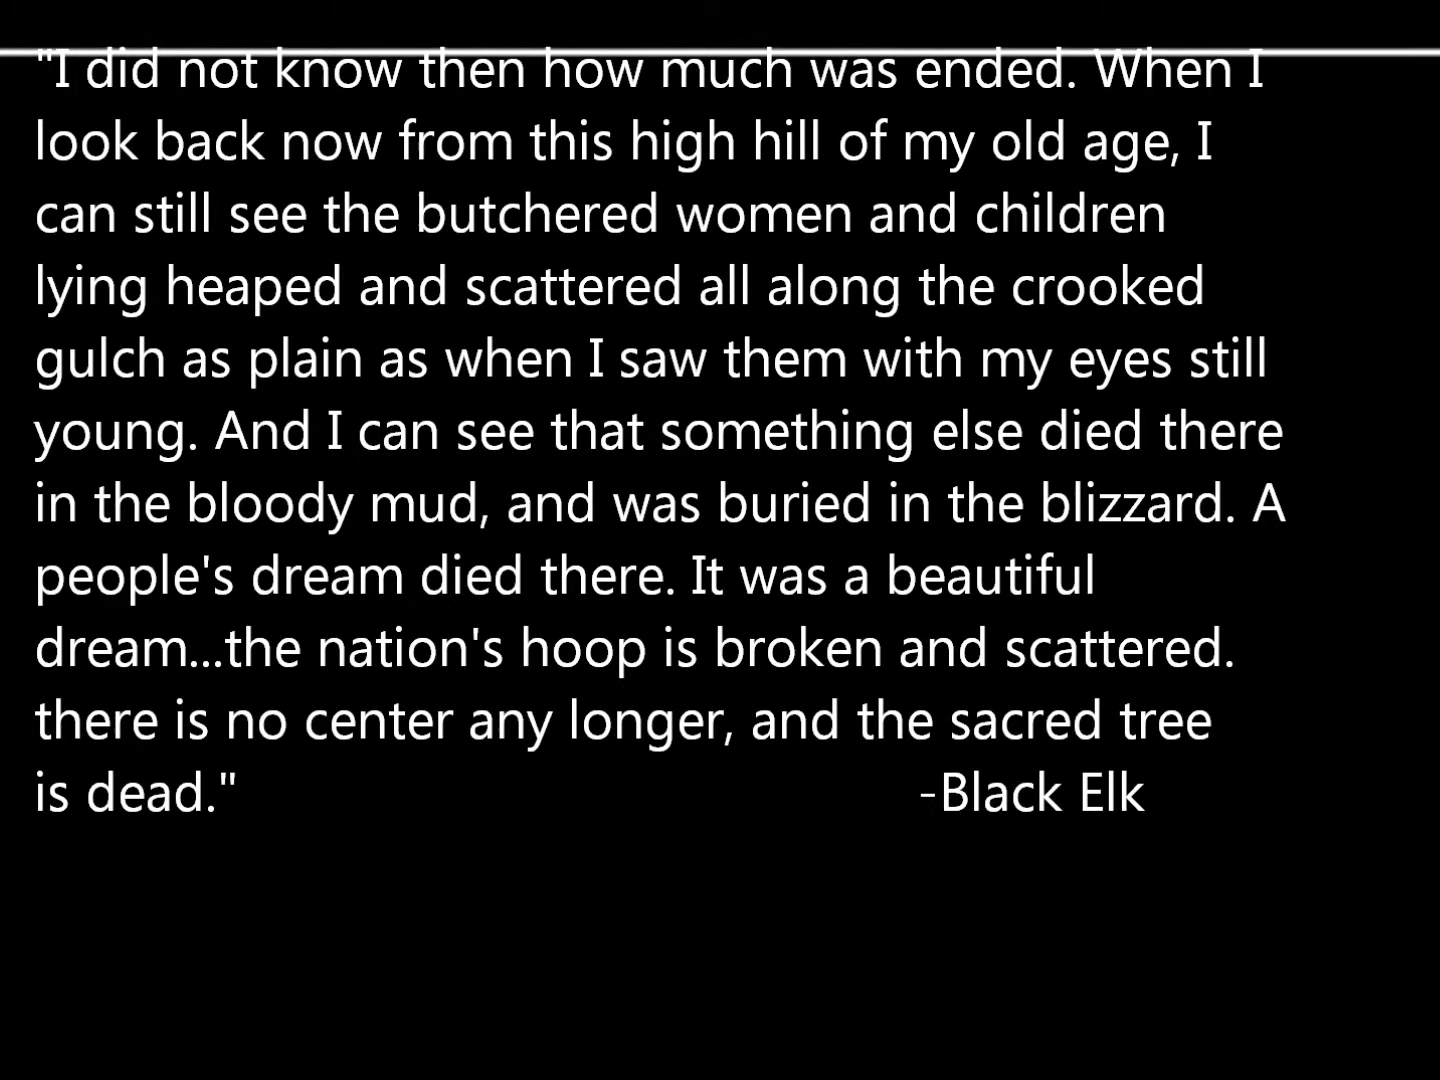 "I did not know then how much was ended. When I
look back now from this high hill of my old age, I
can still see the butchered women and children
lying heaped and scattered all along the crooked
gulch as plain as when I saw them with my eyes still
young. And I can see that something else died there
in the bloody mud, and was buried in the blizzard. A
people's dream died there. It was a beautiful
dream...the nation's hoop is broken and scattered.
there is no center any longer, and the sacred tree
is dead." -Black Elk